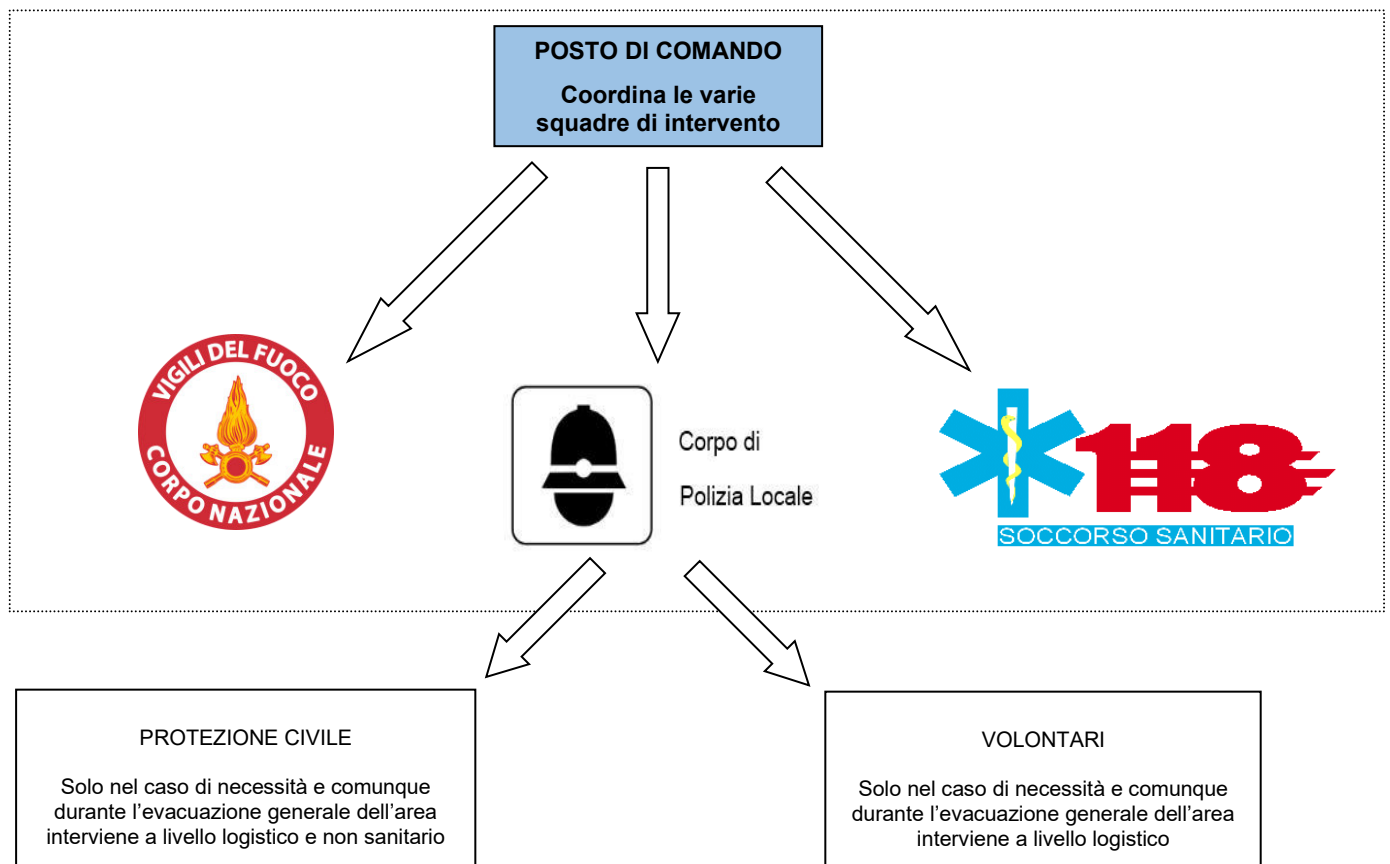 POSTO DI COMANDO
Coordina le varie
squadre di intervento
VIGILI DEL FUOCO
CORPO NAZIONALE
Corpo di
Polizia Locale
118
SOCCORSO SANITARIO
PROTEZIONE CIVILE
Solo nel caso di necessità e comunque
durante l’evacuazione generale dell’area
interviene a livello logistico e non sanitario
VOLONTARI
Solo nel caso di necessità e comunque
durante l’evacuazione generale dell’area
interviene a livello logistico